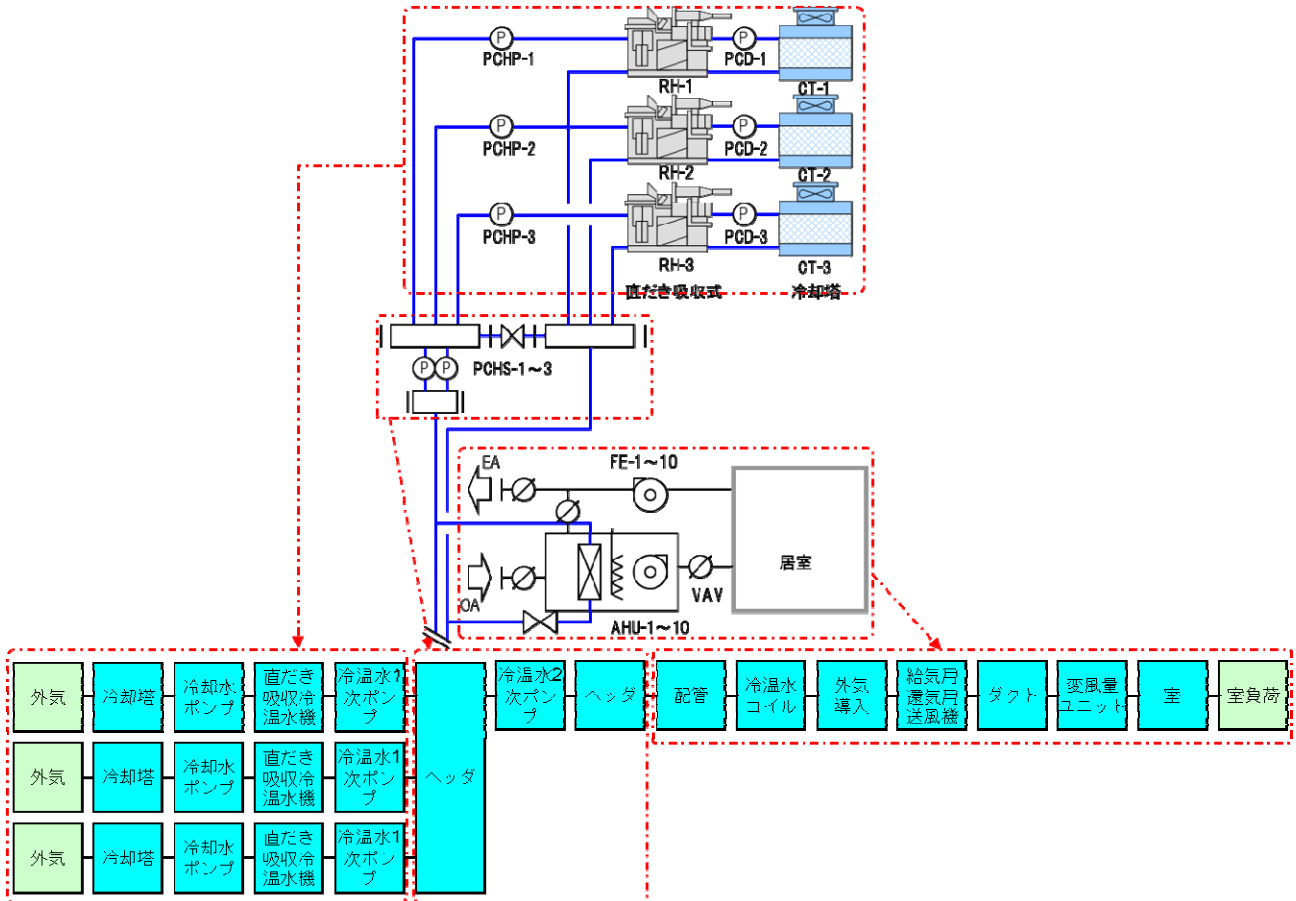 P
PCHP-1
RH-1
P
PCD-1
CT-1
P
PCHP-2
RH-2
P
PCD-2
CT-2
P
PCHP-3
RH-3
P
PCD-3
CT-3
直だき吸収式
冷却塔
P
P
PCHS-1～3
EA
FE-1～10
居室
OA
VAV
AHU-1～10
外気
冷却塔
冷却水
ポンプ
直だき
吸収冷
温水機
冷温水1
次ポン
プ
ヘッダ
冷温水2
次パン
プ
ヘッダ
配管
冷温水
コイル
外気
導入
給気用
還気用
送風機
ダクト
変風量
ユニット
室
室負荷
外気
冷却塔
冷却水
ポンプ
直だき
吸収冷
温水機
冷温水1
次ポン
プ
外気
冷却塔
冷却水
ポンプ
直だき
吸収冷
温水機
冷温水1
次ポン
プ